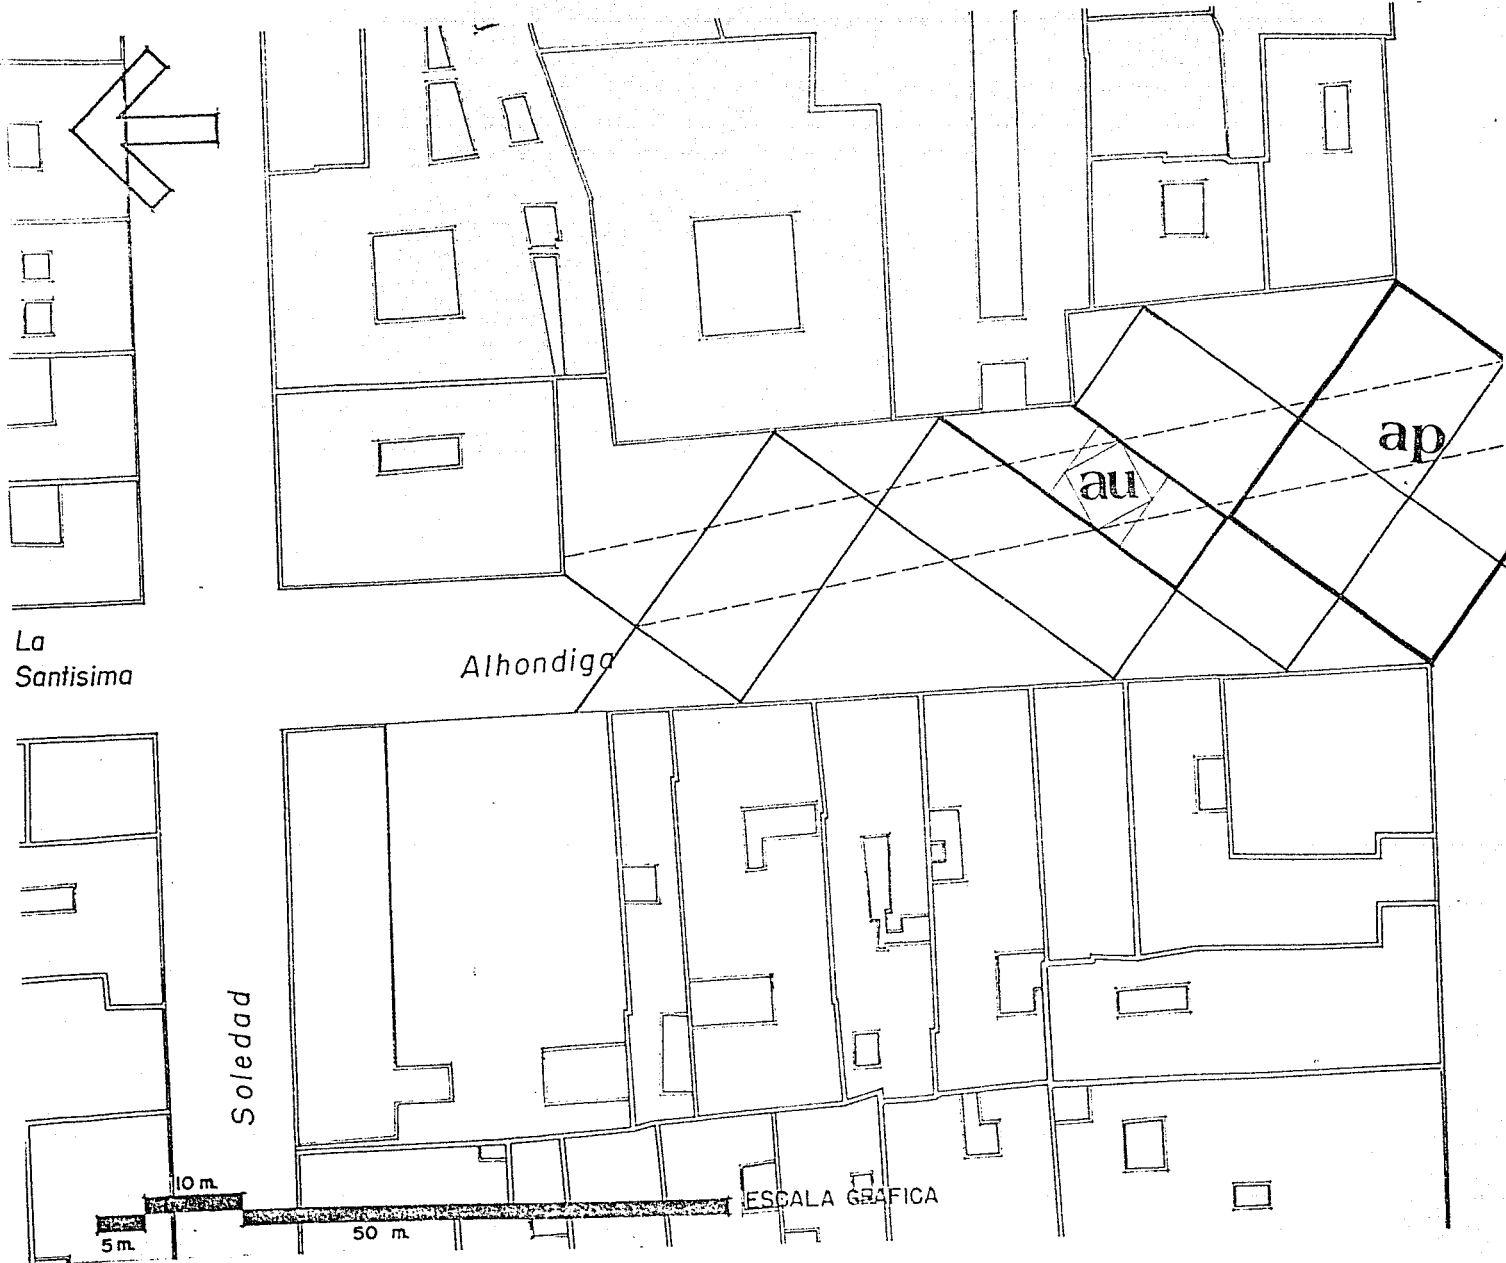 ap
au
La
Santisima
Alhondiga
Soledad
10 m.
ESCALA GRAFICA
5 m.
50 m.